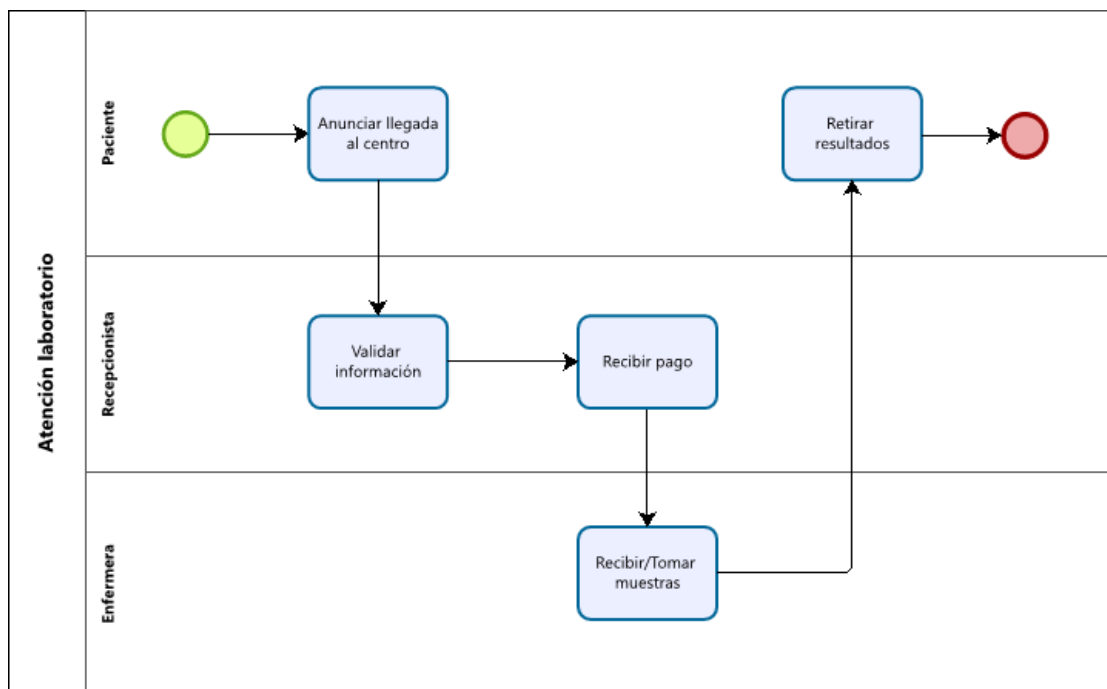 Atención laboratorio
Paciente
Anunciar llegada
al centro
Retirar
resultados
Recepcionista
Validar
información
Recibir pago
Enfermera
Recibir/Tomar
muestras